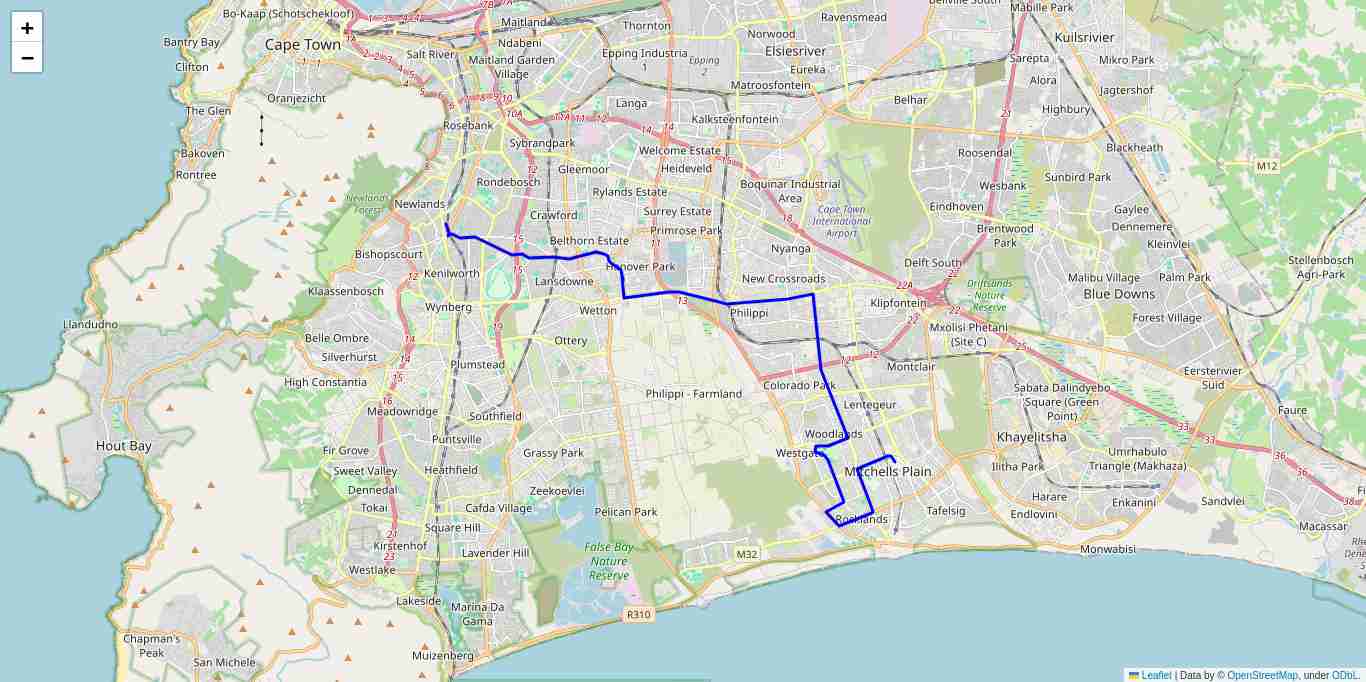 +
−
Bo-Kaap (Schotschekloof)
Bantry Bay
Cape Town
Clifton
Salt River
Maitland
Ndabeni
Maitland Garden
Village
Thornton
Epping Industria
1
Epping
2
Norwood
Elsiesriver
Eureka
Matroosfontein
Ravensmead
Bellville South
Mabille Park
Kuilsrivier
Sarepta
Mikro Park
Alora
Jagtershof
Highbury
Belhar
The Glen
Oranjezicht
Langa
Kalksteenfontein
Rosebank
Sybrandpark
Welcome Estate
Heideveld
Bakoven
Rontree
Rondebosch
Gleemoor
Rylands Estate
Boquinar Industrial
Area
Roosendal
Blackheath
Sunbird Park
Wesbank
M12
Newlands
Forest
Newlands
Crawford
Surrey Estate
Primrose Park
Cape Town
International
Airport
Eindhoven
Gaylee
Dennemere
Brentwood
Park
Kleinvlei
Bishopscourt
Belthorn Estate
Nyanga
Hanover Park
New Crossroads
Delft South
Stellenbosch
Agri-Park
Malibu Village
Palm Park
Blue Downs
Kenilworth
Lansdowne
Klaassenbosch
Wynberg
Wetton
Philippi
Klipfontein
Driftsands
Nature
Reserve
Forest Village
Mxolisi Phetani
(Site C)
Llandudno
Belle Ombre
Silverhurst
Ottery
High Constantia
Plumstead
Montclair
Eerstervier
Suid
Colorado Park
Philippi - Farmland
Sabata Dalindyebo
Square (Green
Point)
Meadowridge
Southfield
Lentegeur
Faure
Hout Bay
Puntsville
Woodlands
Khayelitsha
Fir Grove
Grassy Park
Westgate
Umrhabulo
Triangle (Makhaza)
Sweet Valley
Heathfield
Mitchells Plain
Ilitha Park
Dennedal
Zeekoevlei
Harare
Enkanini
Sandvlei
Tokai
Cafda Village
Pelican Park
Rocklands
Tafelsig
Endlovini
Macassar
Square Hill
Kirstenhof
Lavender Hill
False Bay
Nature
Reserve
M32
Monwabisi
Westlake
Lakeside
Marina Da
Gama
R310
Chapman's
Peak
San Michele
Muizenberg
Leaflet | Data by © OpenStreetMap, under ODbL.